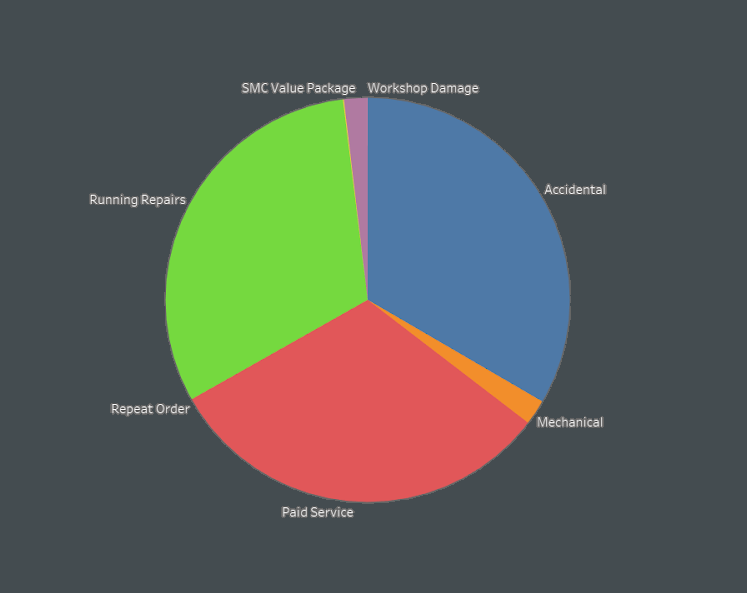 SMC Value Package
Workshop Damage
Accidental
Running Repairs
Repeat Order
Mechanical
Paid Service